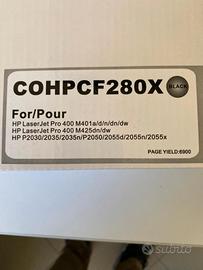 COHPCF280X
BLACK
For/Pour
HP LaserJet Pro 400 M401a/d/n/dn/dw
HP LaserJet Pro 400 M425dn/dw
HP P2030/2035/2035n/P2050/2055d/2055n/2055x
PAGE YIELD:6900
subito